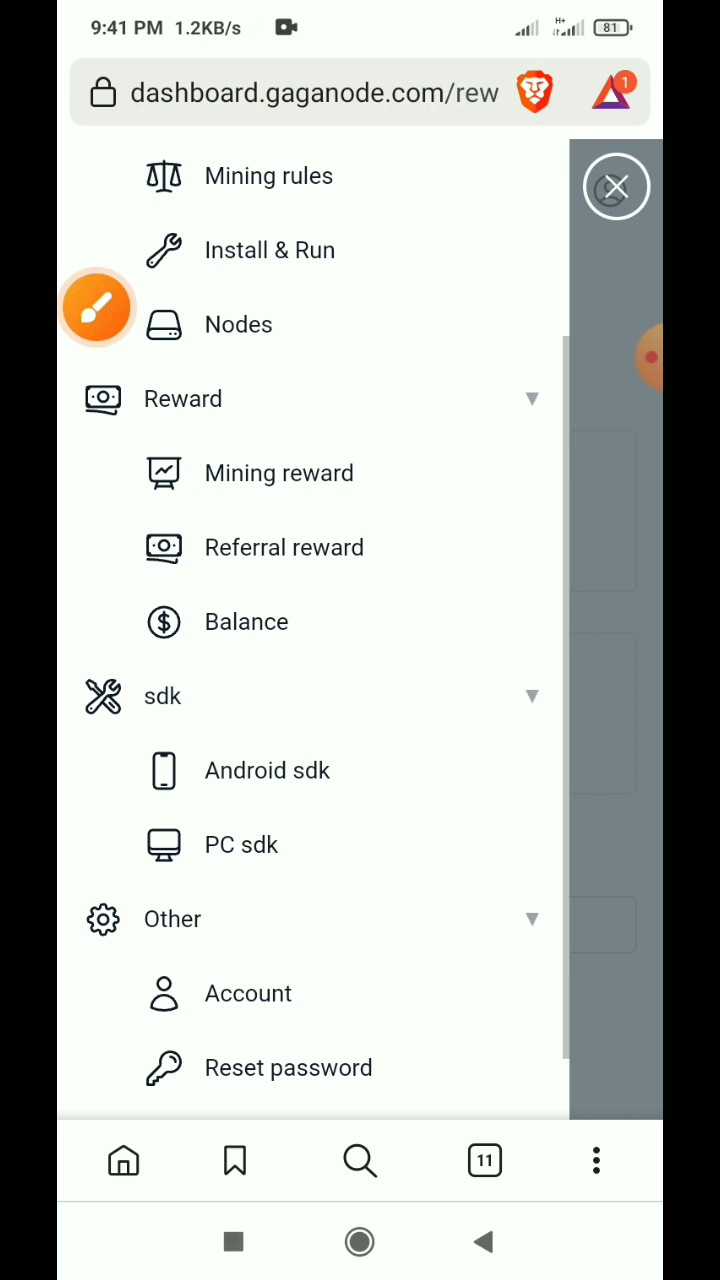 9:41 PM 1.2KB/s H+ 81
dashboard.gaganode.com/rew 1
Mining rules
Install & Run
Nodes
Reward
Mining reward
Referral reward
Balance
sdk
Android sdk
PC sdk
Other
Account
Reset password
11